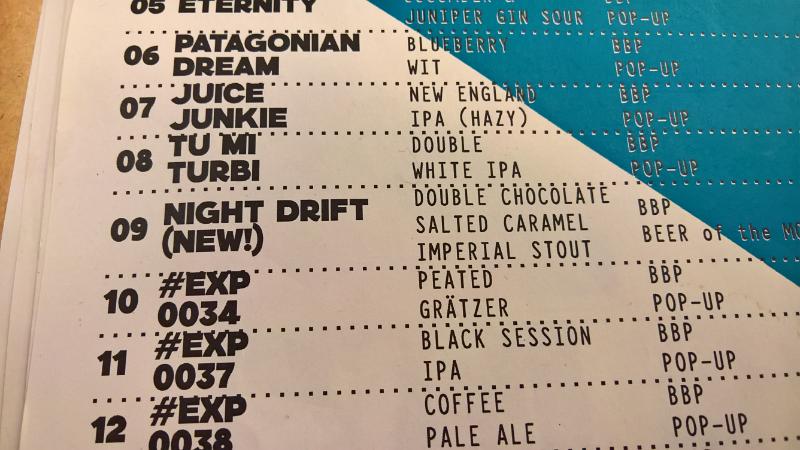 05 ETERNITY
JUNIPER GIN SOUR POP-UP
06 PATAGONIAN DREAM BLUEBERRY WIT BBP POP-UP
07 JUICE JUNKIE NEW ENGLAND IPA (HAZY) BBP POP-UP
08 TU MI TURBI DOUBLE WHITE IPA BBP POP-UP
09 NIGHT DRIFT (NEW!) DOUBLE CHOCOLATE SALTED CARAMEL IMPERIAL STOUT BBP BEER of the
10 #EXP 0034 PEATED GRÄTZER BBP POP-UP
11 #EXP 0037 BLACK SESSION IPA BBP POP-UP
12 #EXP 0038 COFFEE PALE ALE BBP POP-UP